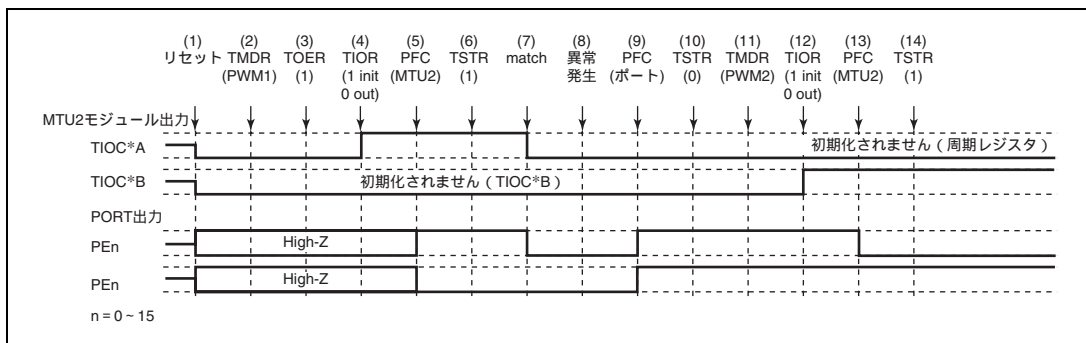 (1) (2) (3) (4) (5) (6) (7) (8) (9) (10) (11) (12) (13) (14)
リセット TMDR TOER TIOR PFC TSTR match 異常 PFC TSTR TMDR TIOR PFC TSTR
(PWM1) (1) (1 init (MTU2) (1) 発生 (ポート) (0) (PWM2) (1 init (MTU2) (1)
0 out) 0 out)
MTU2モジュール出力
TIOC*A 初期化されません（周期レジスタ）
TIOC*B 初期化されません（TIOC*B）
PORT出力
PEn High-Z
PEn High-Z
n = 0 ~ 15